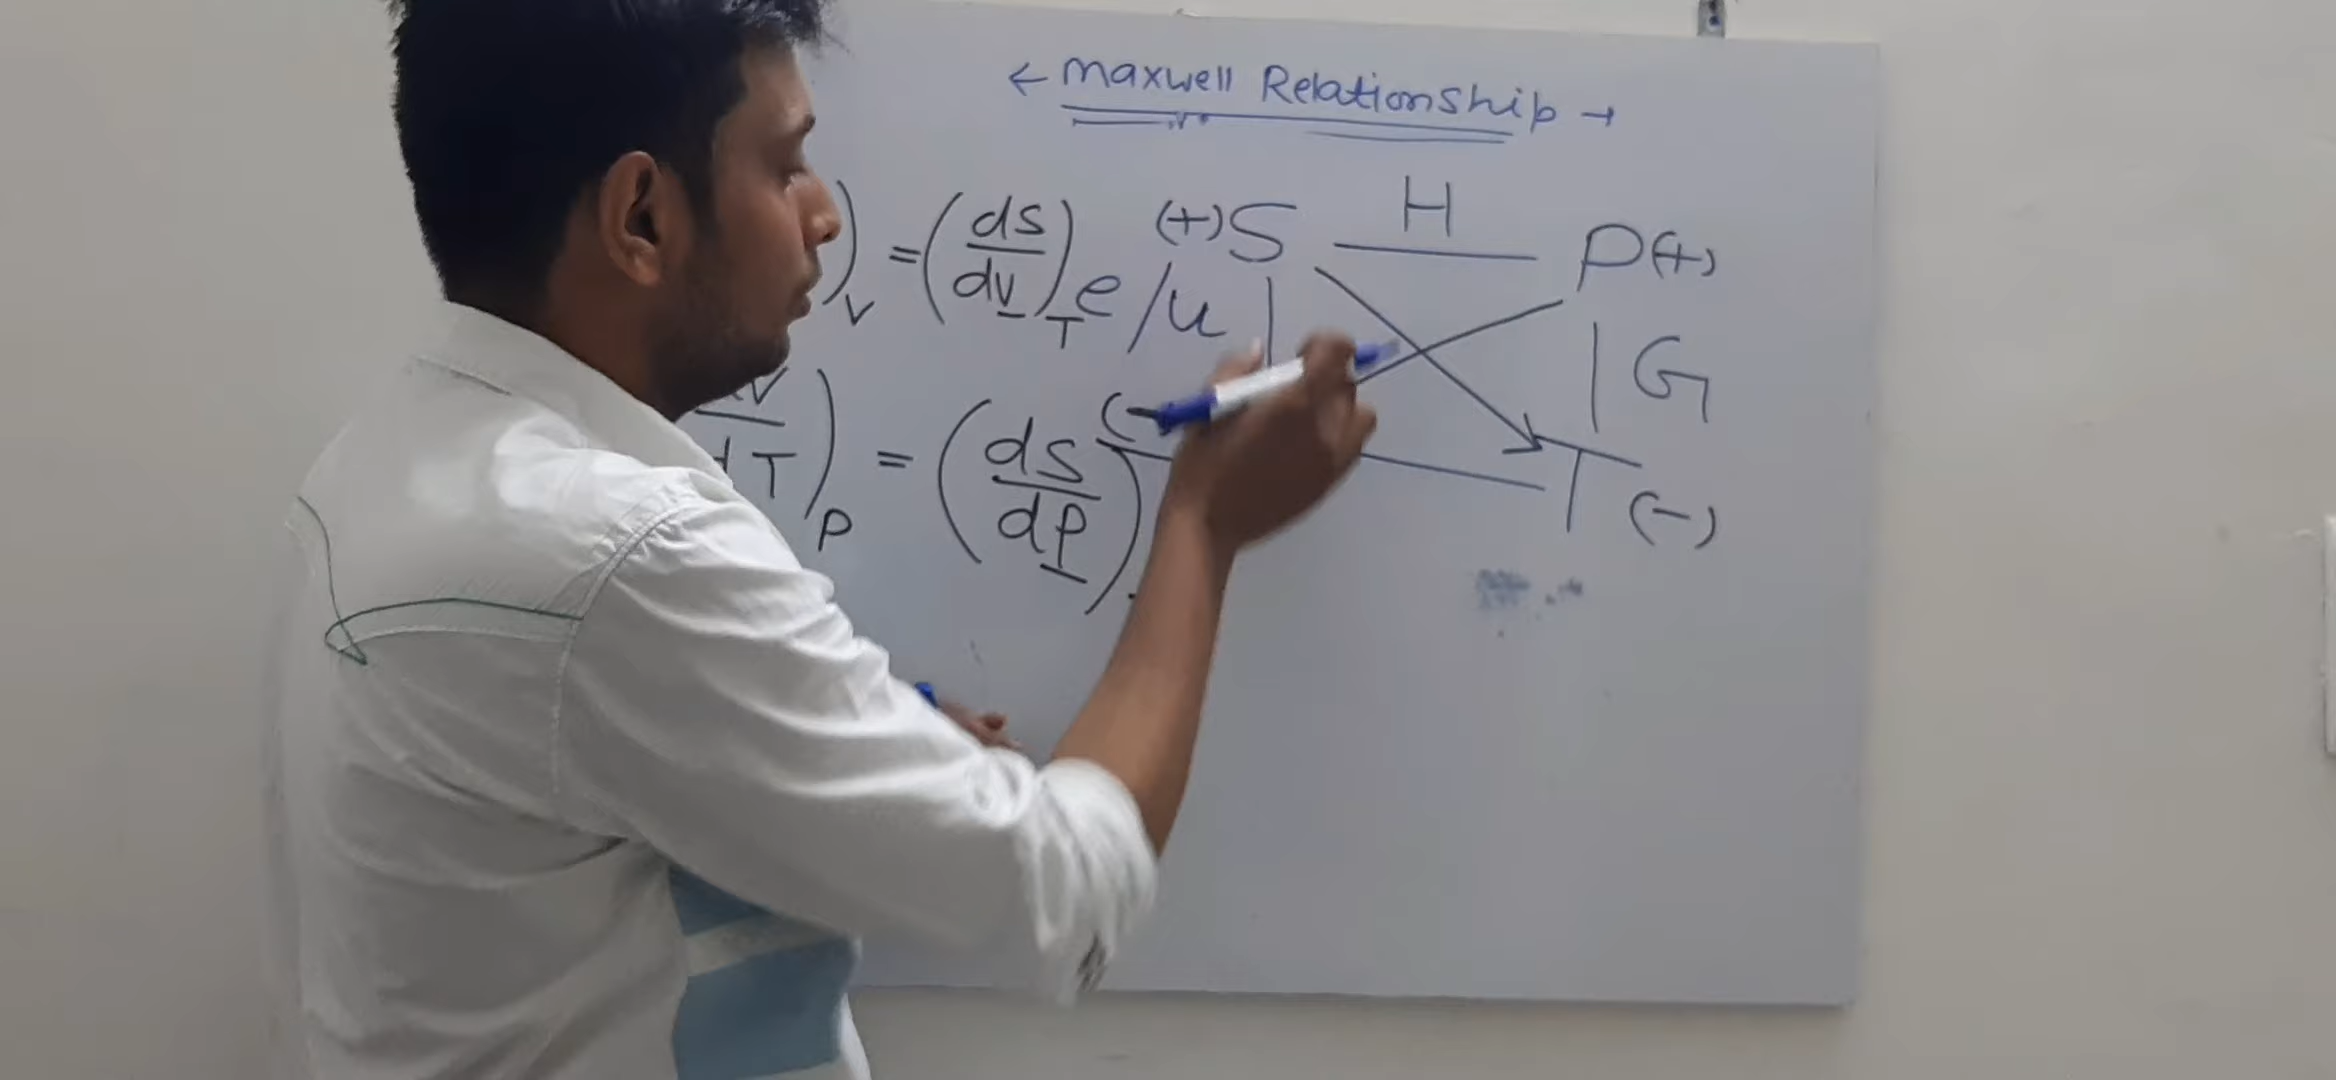 ← Maxwell Relationship →
)V = (ds/dv)T
(+) S H P (+)
e/u G
T)P = (ds/dP)
(- T (-)